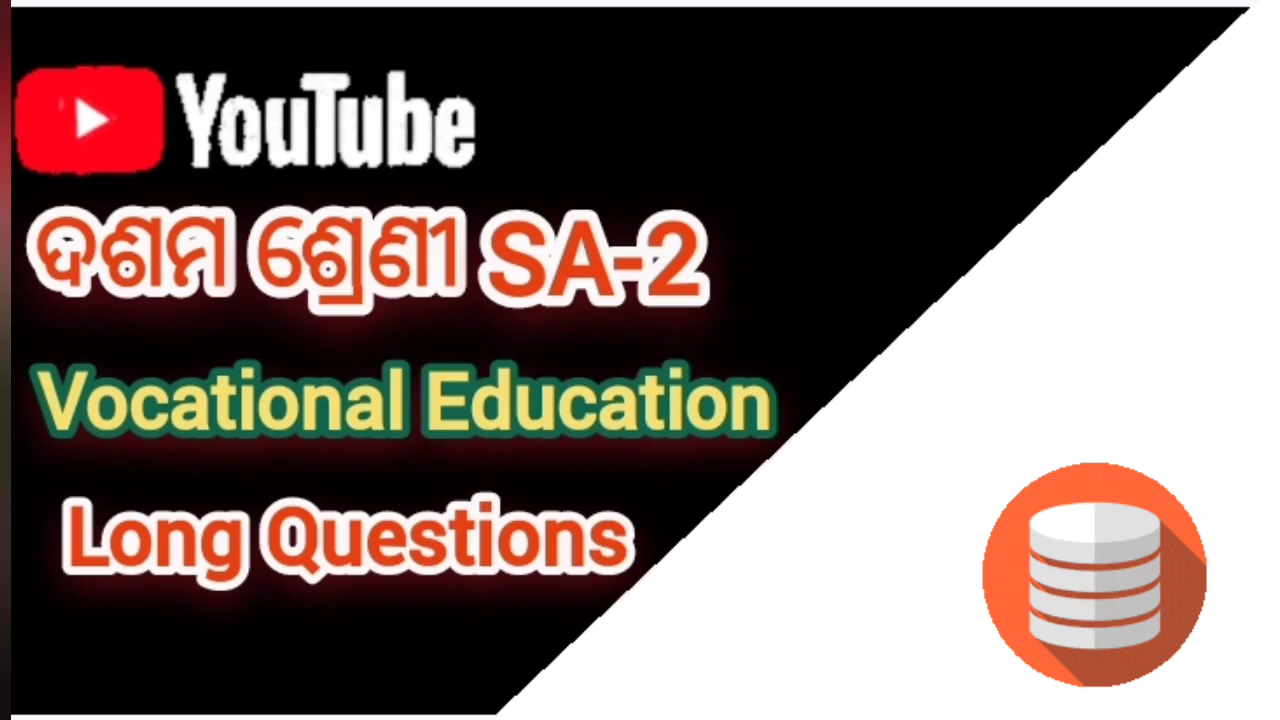 YouTube
ଦଶମ ଶ୍ରେଣୀ SA-2
Vocational Education
Long Questions